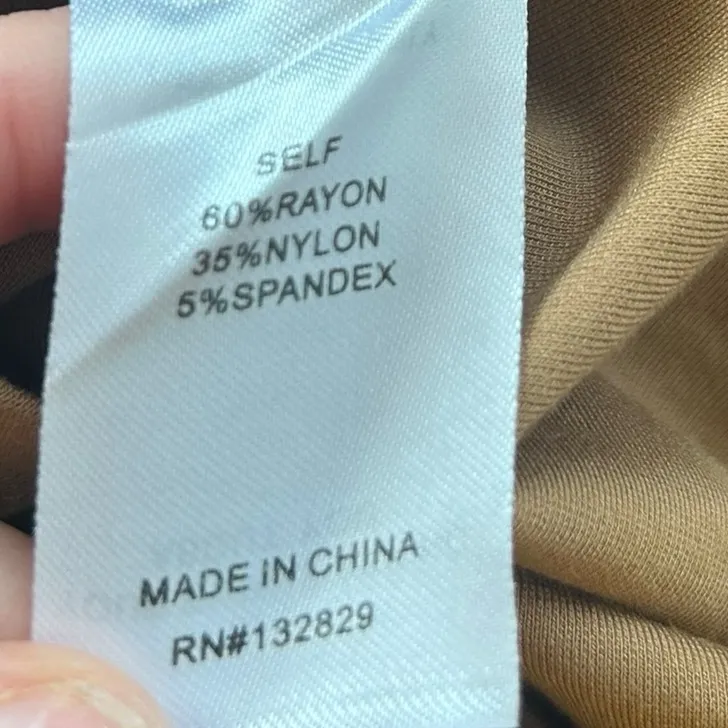 SELF
60%RAYON
35%NYLON
5%SPANDEX
MADE IN CHINA
RN#132829